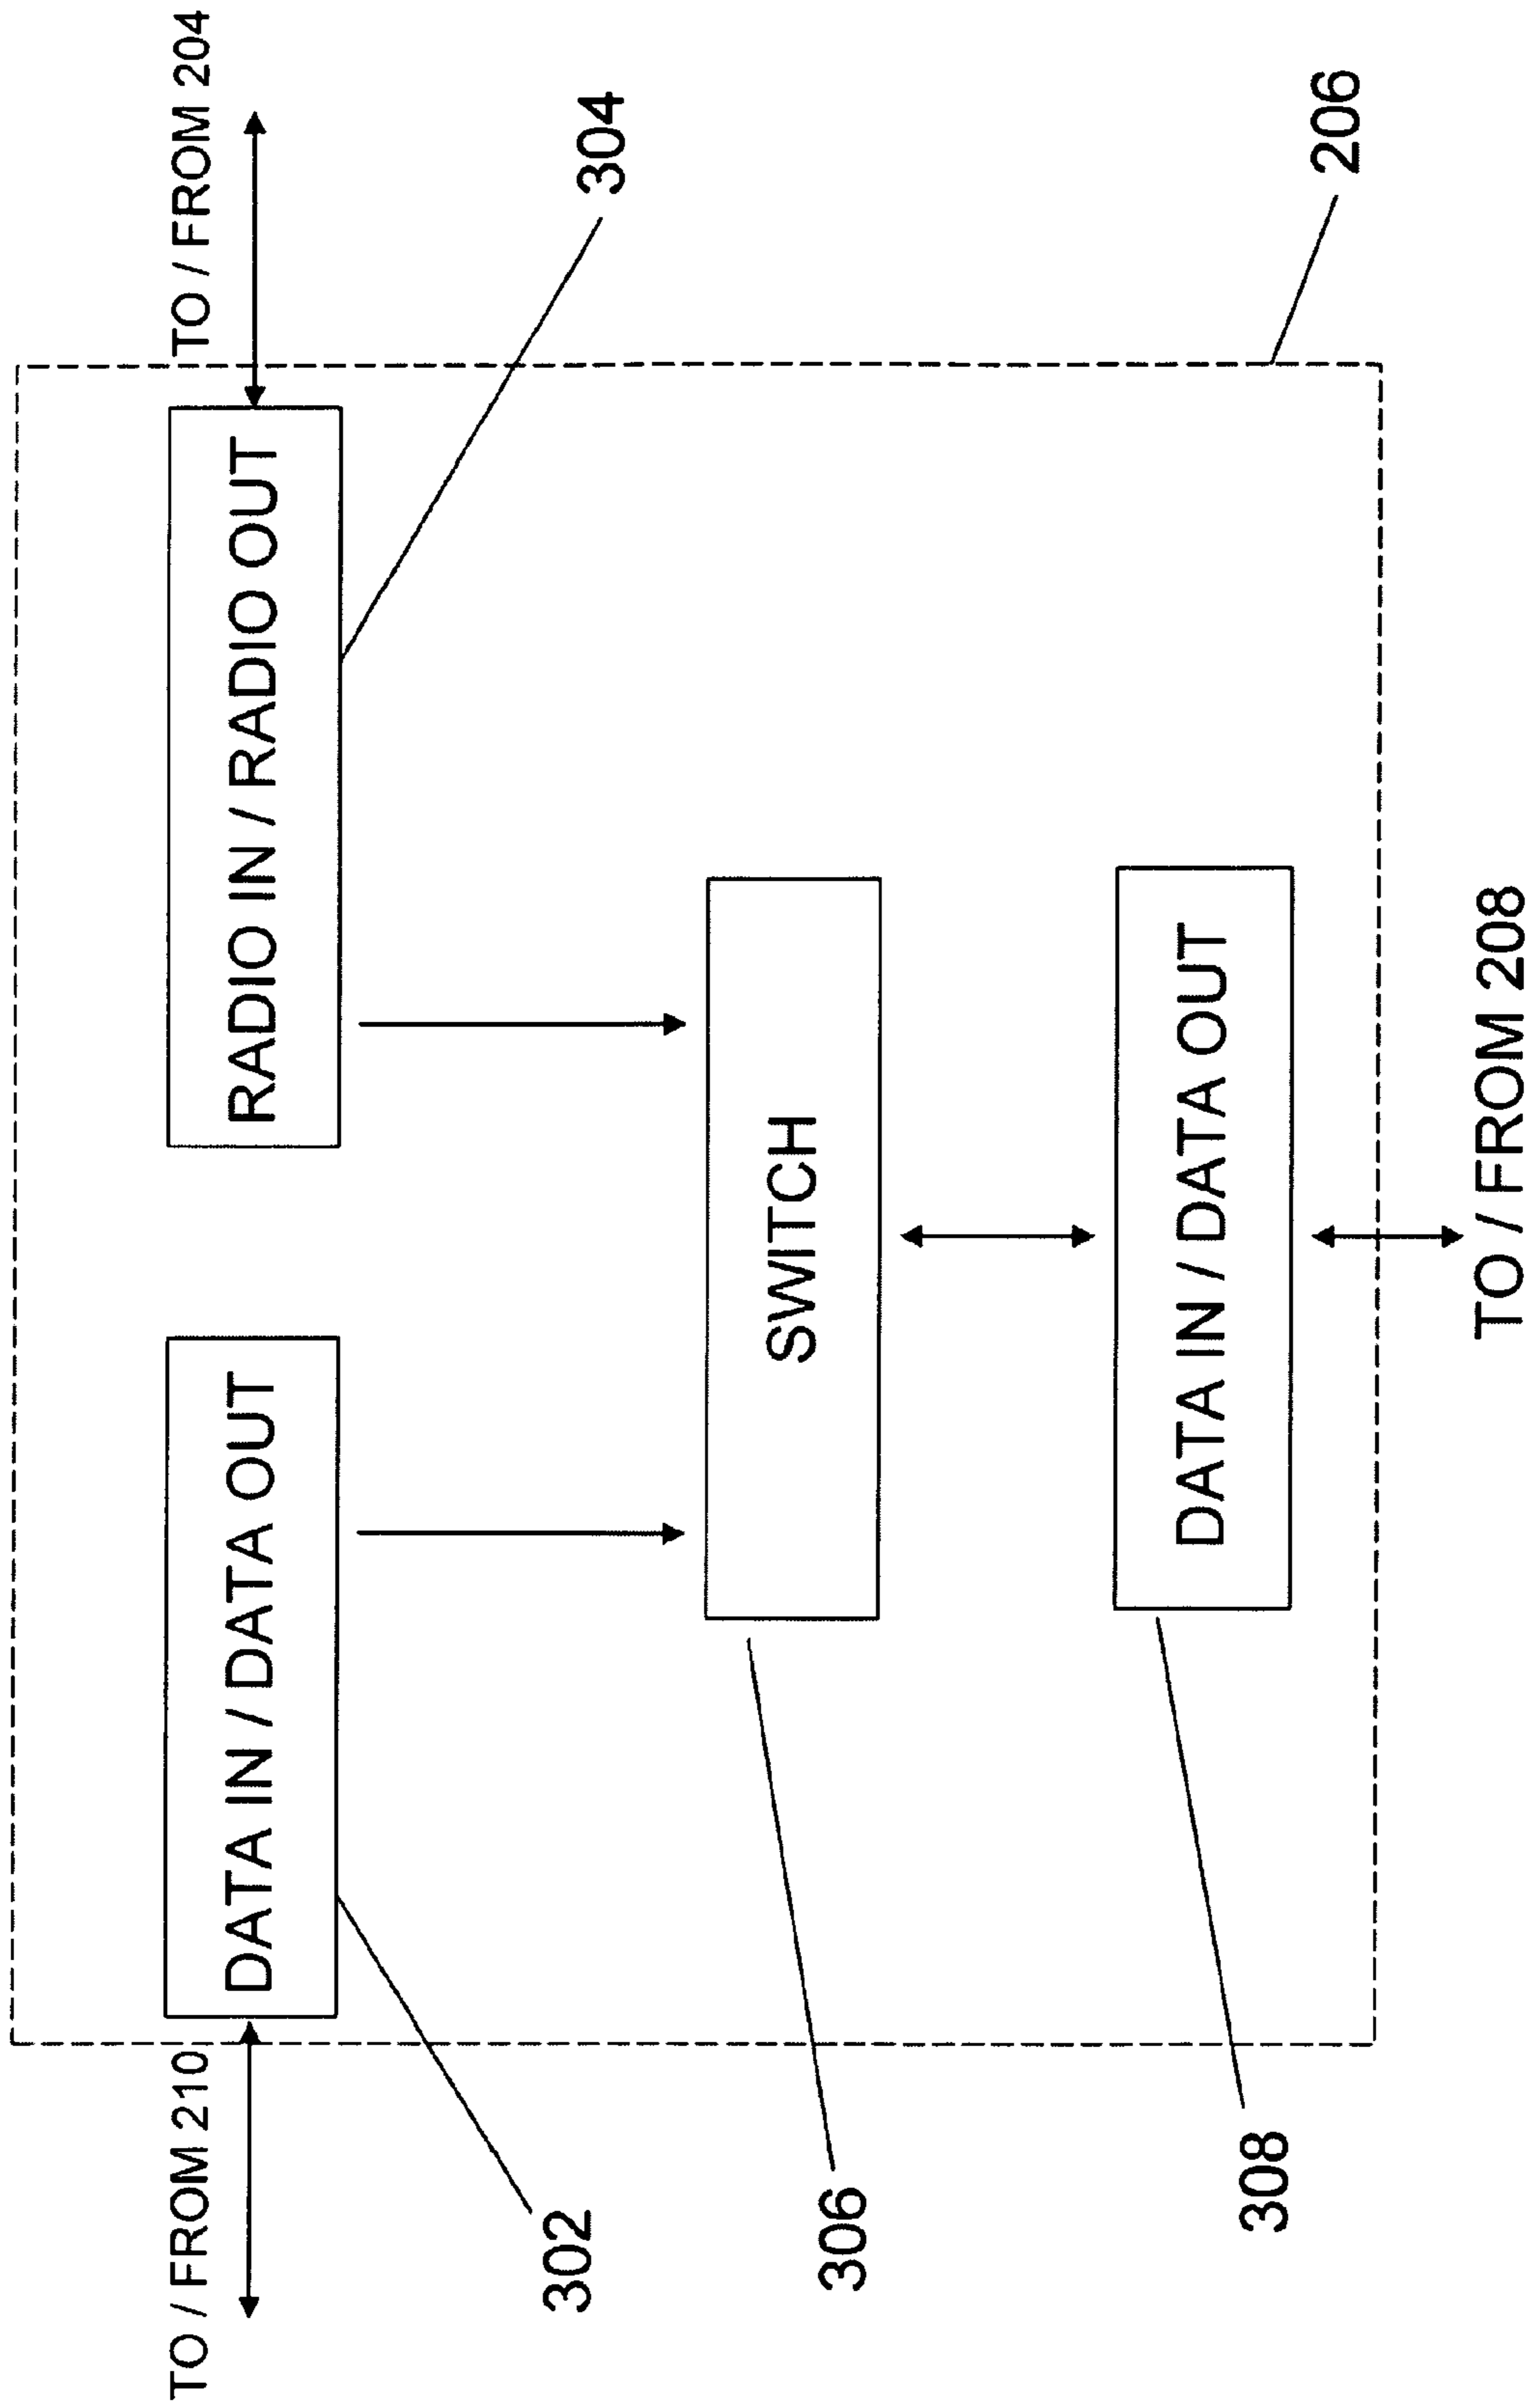 TO / FROM 210
TO / FROM 204
DATA IN / DATA OUT
RADIO IN / RADIO OUT
302
304
SWITCH
306
DATA IN / DATA OUT
308
206
TO / FROM 208